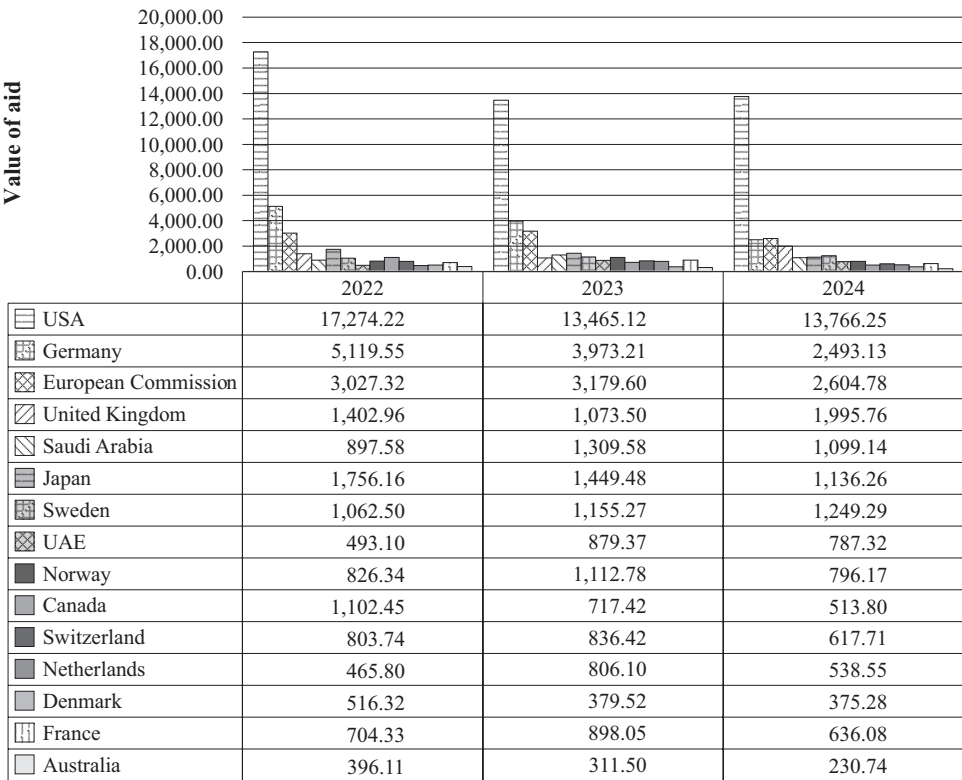 Value of aid
20,000.00
18,000.00
16,000.00
14,000.00
12,000.00
10,000.00
8,000.00
6,000.00
4,000.00
2,000.00
0.00
2022 2023 2024
USA 17,274.22 13,465.12 13,766.25
Germany 5,119.55 3,973.21 2,493.13
European Commission 3,027.32 3,179.60 2,604.78
United Kingdom 1,402.96 1,073.50 1,995.76
Saudi Arabia 897.58 1,309.58 1,099.14
Japan 1,756.16 1,449.48 1,136.26
Sweden 1,062.50 1,155.27 1,249.29
UAE 493.10 879.37 787.32
Norway 826.34 1,112.78 796.17
Canada 1,102.45 717.42 513.80
Switzerland 803.74 836.42 617.71
Netherlands 465.80 806.10 538.55
Denmark 516.32 379.52 375.28
France 704.33 898.05 636.08
Australia 396.11 311.50 230.74